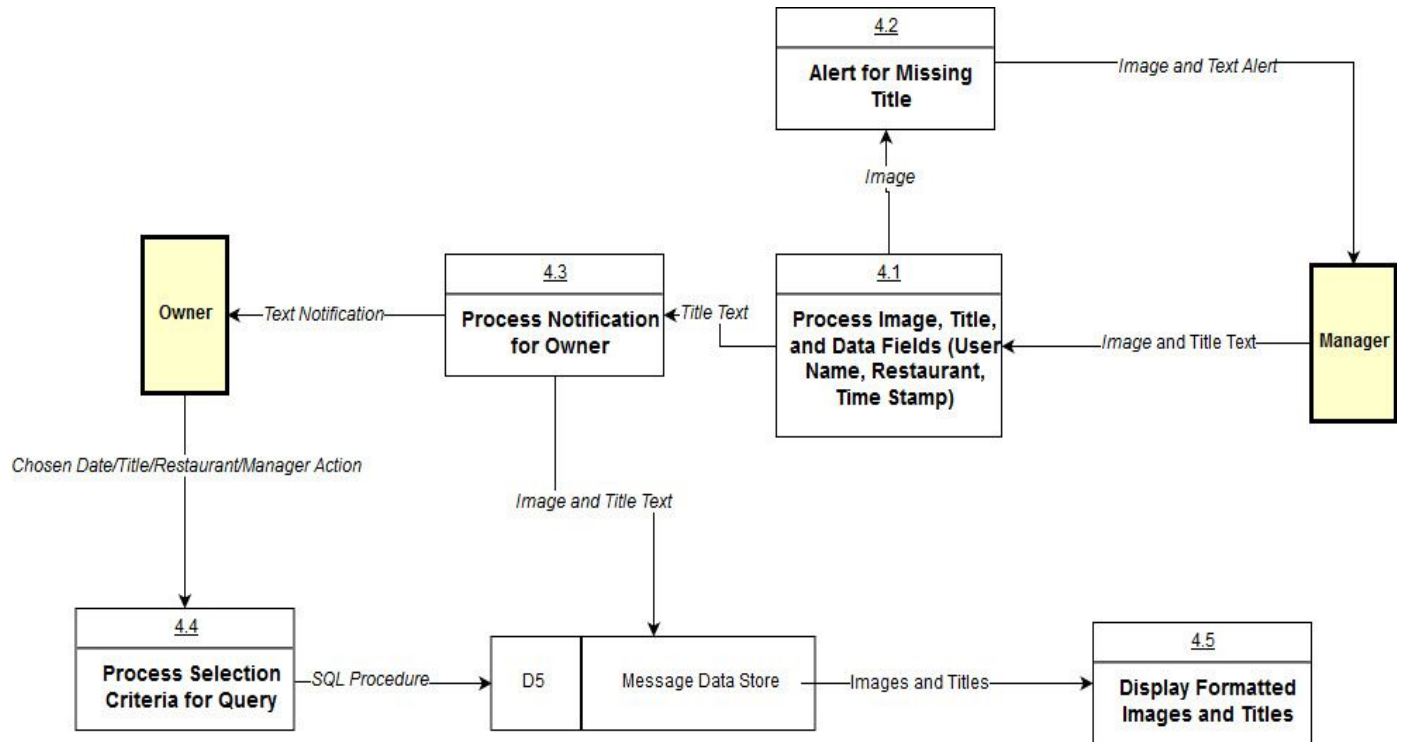 4.2
Alert for Missing
Title
Image and Text Alert
Image
4.3
Process Notification
for Owner
4.1
Process Image, Title,
and Data Fields (User
Name, Restaurant,
Time Stamp)
Owner
Text Notification
Title Text
Image and Title Text
Manager
Chosen Date/Title/Restaurant/Manager Action
Image and Title Text
4.4
Process Selection
Criteria for Query
SQL Procedure
D5
Message Data Store
Images and Titles
4.5
Display Formatted
Images and Titles